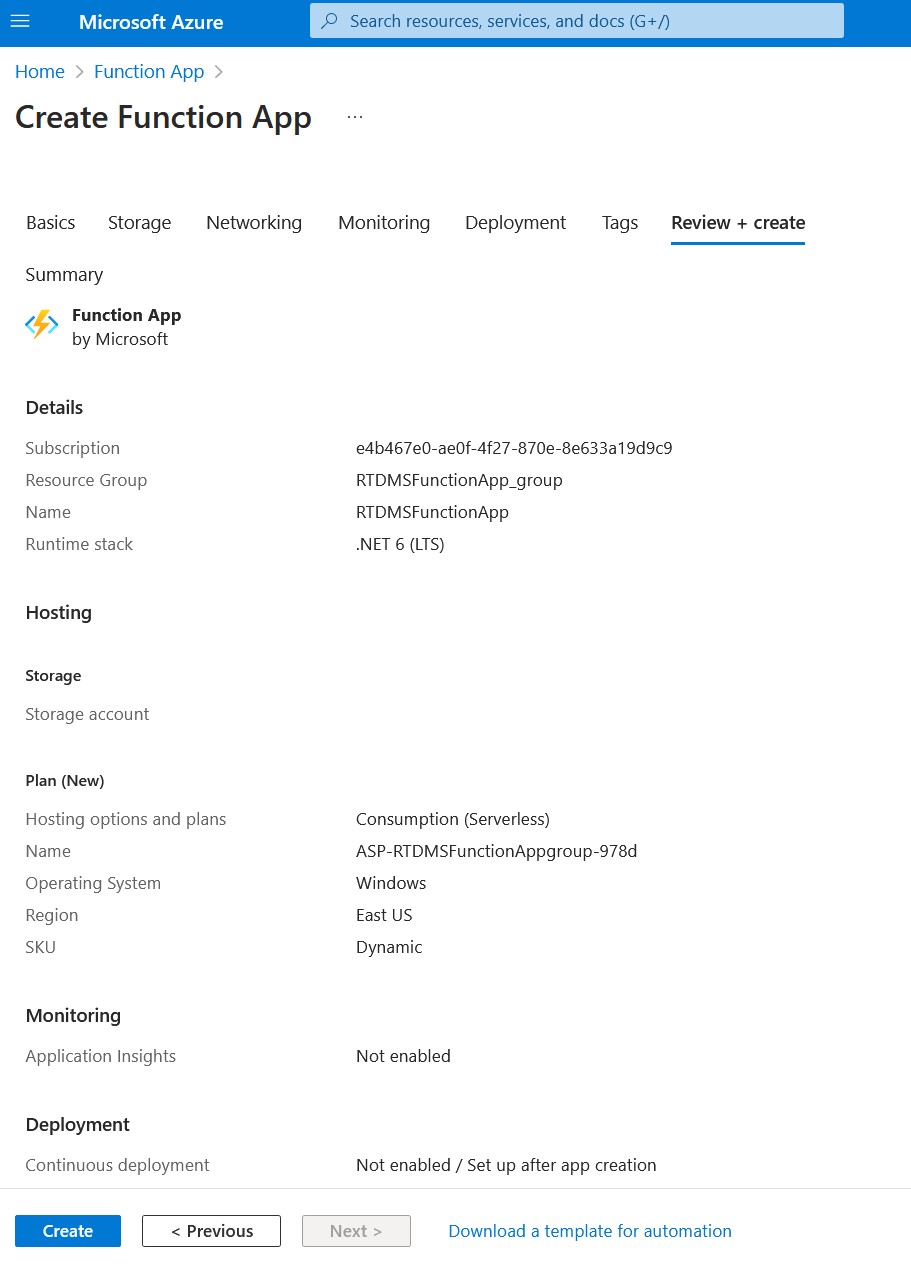 Microsoft Azure
Search resources, services, and docs (G+/)
Home > Function App >
Create Function App ...
Basics Storage Networking Monitoring Deployment Tags Review + create
Summary
Function App
by Microsoft
Details
Subscription e4b467e0-ae0f-4f27-870e-8e633a19d9c9
Resource Group RTDMSFunctionApp_group
Name RTDMSFunctionApp
Runtime stack .NET 6 (LTS)
Hosting
Storage
Storage account
Plan (New)
Hosting options and plans Consumption (Serverless)
Name ASP-RTDMSFunctionAppgroup-978d
Operating System Windows
Region East US
SKU Dynamic
Monitoring
Application Insights Not enabled
Deployment
Continuous deployment Not enabled / Set up after app creation
Create < Previous Next > Download a template for automation